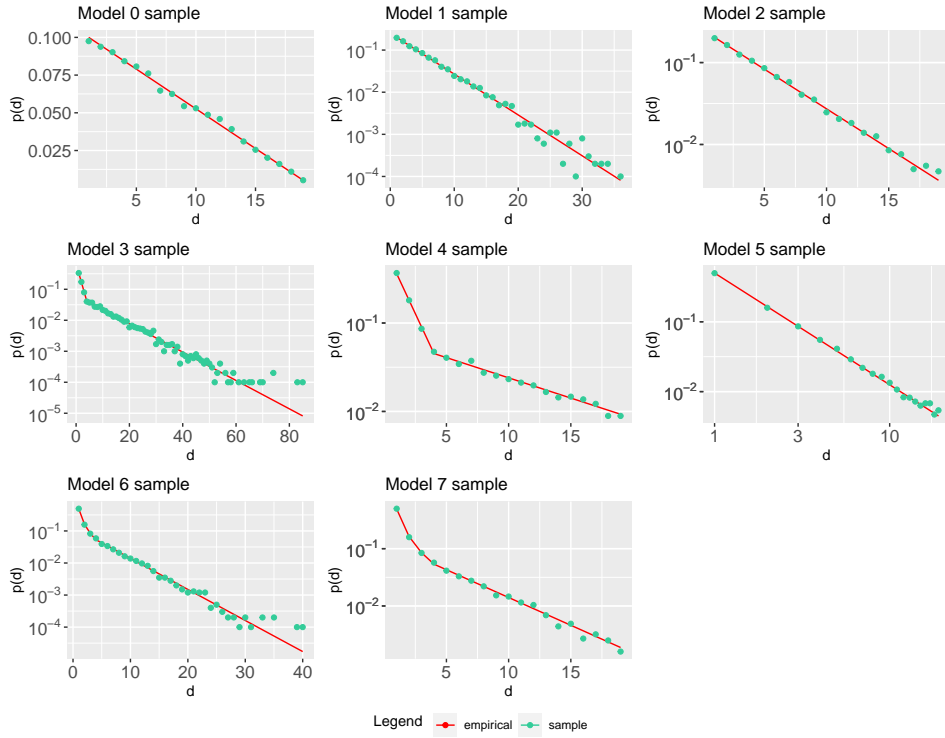 Model 0 sample
p(d)
0.100
0.075
0.050
0.025
5
10
15
d
Model 1 sample
p(d)
10⁻¹
10⁻²
10⁻³
10⁻⁴
0
10
20
30
d
Model 2 sample
p(d)
10⁻¹
10⁻²
5
10
15
d
Model 3 sample
p(d)
10⁻¹
10⁻²
10⁻³
10⁻⁴
10⁻⁵
0
20
40
60
80
d
Model 4 sample
p(d)
10⁻¹
10⁻²
5
10
15
d
Model 5 sample
p(d)
10⁻¹
10⁻²
1
3
10
d
Model 6 sample
p(d)
10⁻¹
10⁻²
10⁻³
10⁻⁴
0
10
20
30
40
d
Model 7 sample
p(d)
10⁻¹
10⁻²
5
10
15
d
Legend empirical sample